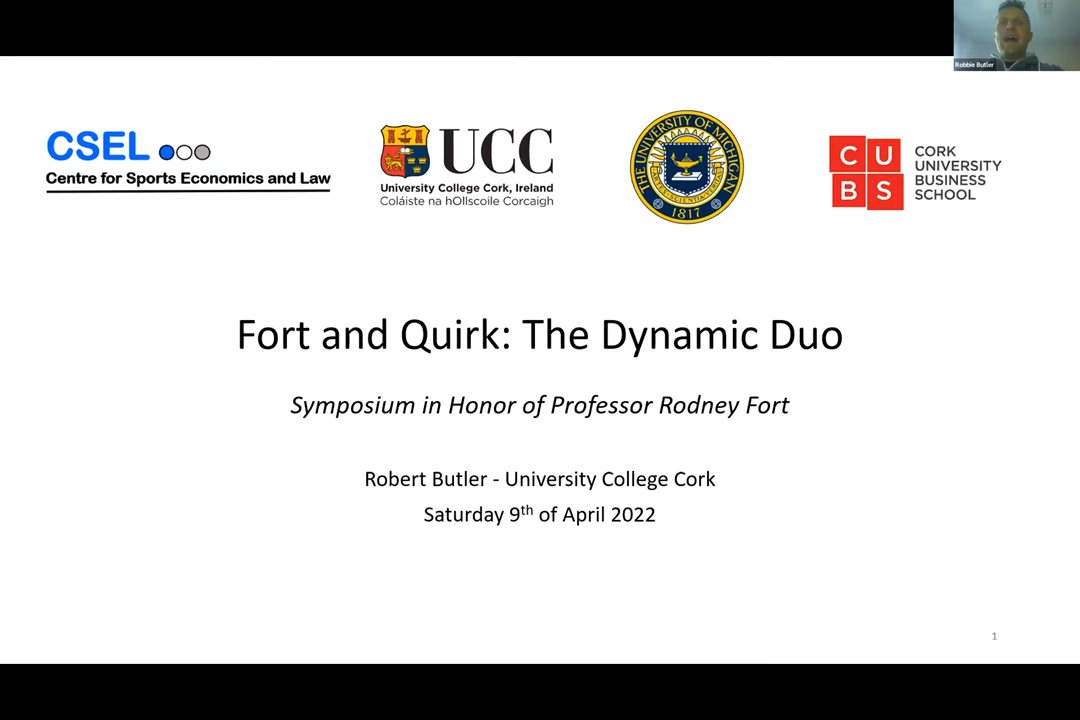 Robbie Butler
CSEL
Centre for Sports Economics and Law
UCC
University College Cork, Ireland
Coláiste na hOllscoile Corcaigh
THE UNIVERSITY OF MICHIGAN
1817
C U
B S
CORK
UNIVERSITY
BUSINESS
SCHOOL
Fort and Quirk: The Dynamic Duo
Symposium in Honor of Professor Rodney Fort
Robert Butler - University College Cork
Saturday 9th of April 2022
1